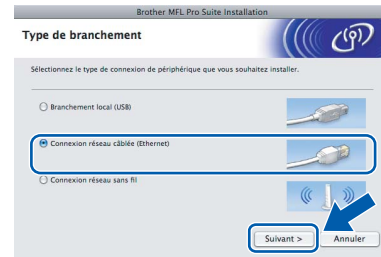 Brother MFL Pro Suite Installation
Type de branchement
Sélectionnez le type de connexion de périphérique que vous souhaitez installer.
Branchement local (USB)
Connexion réseau câblée (Ethernet)
Connexion réseau sans fil
Suivant >
Annuler